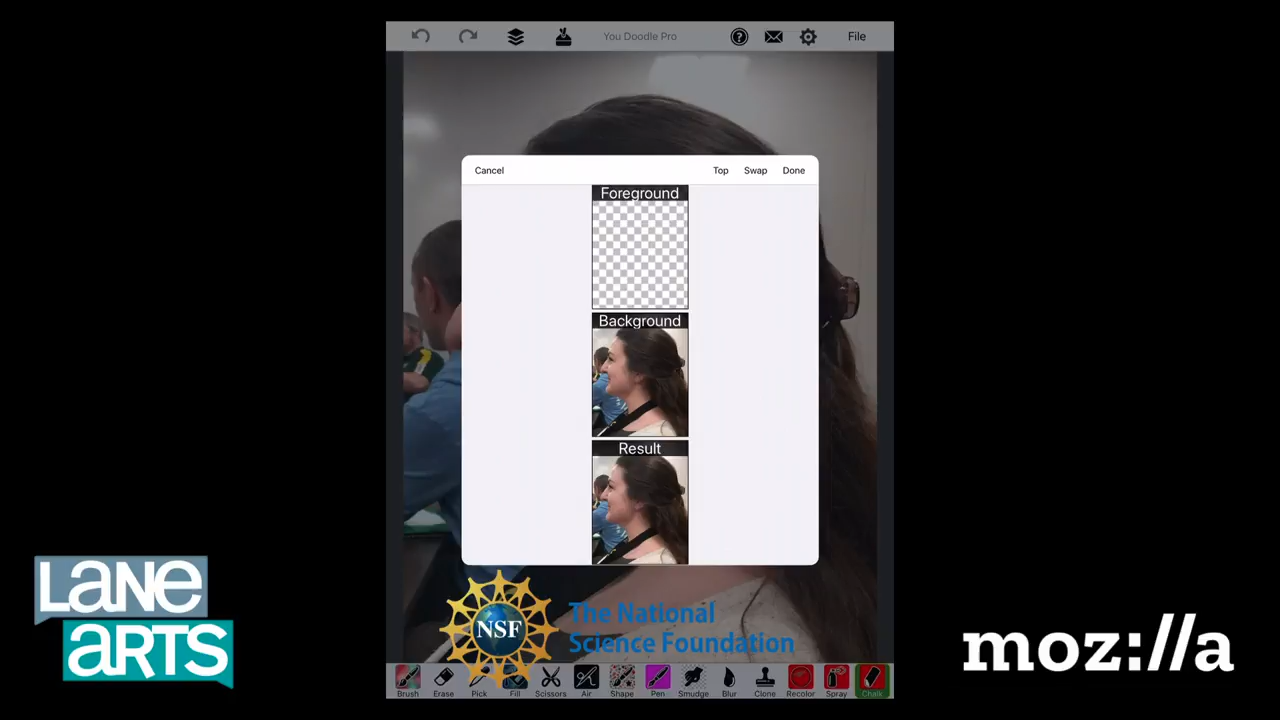 You Doodle Pro
File
Cancel
Top
Swap
Done
Foreground
Background
Result
LANE
ARTS
NSF
The National
Science Foundation
moz://a
Brush
Erase
Pick
Fill
Scissors
Air
Shape
Pen
Smudge
Blur
Clone
Recolor
Spray
Chalk